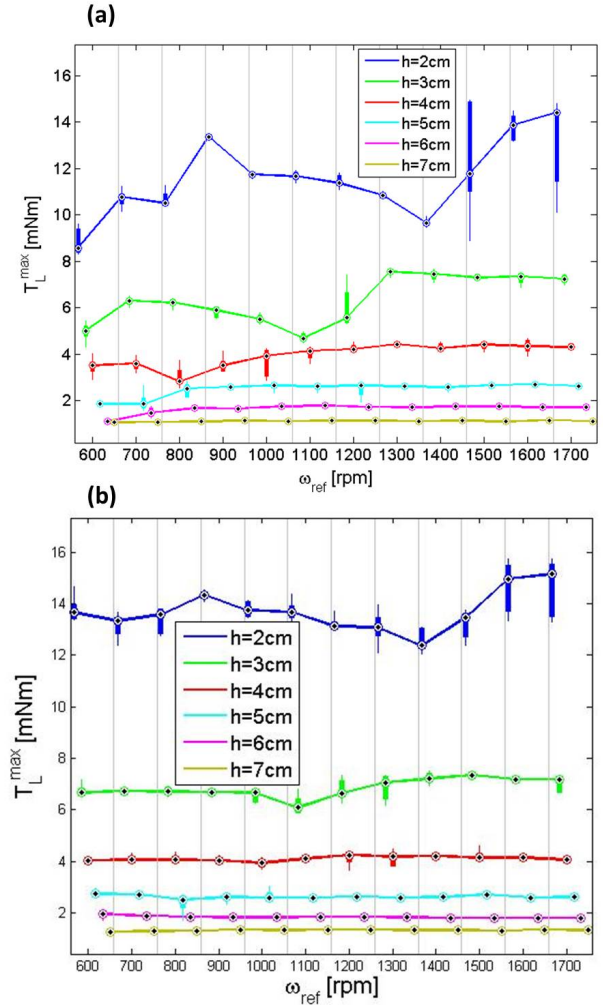 (a)
T_L^max [mNm]
16
14
12
10
8
6
4
2
h=2cm
h=3cm
h=4cm
h=5cm
h=6cm
h=7cm
600 700 800 900 1000 1100 1200 1300 1400 1500 1600 1700
ω_ref [rpm]
(b)
T_L^max [mNm]
16
14
12
10
8
6
4
2
h=2cm
h=3cm
h=4cm
h=5cm
h=6cm
h=7cm
600 700 800 900 1000 1100 1200 1300 1400 1500 1600 1700
ω_ref [rpm]